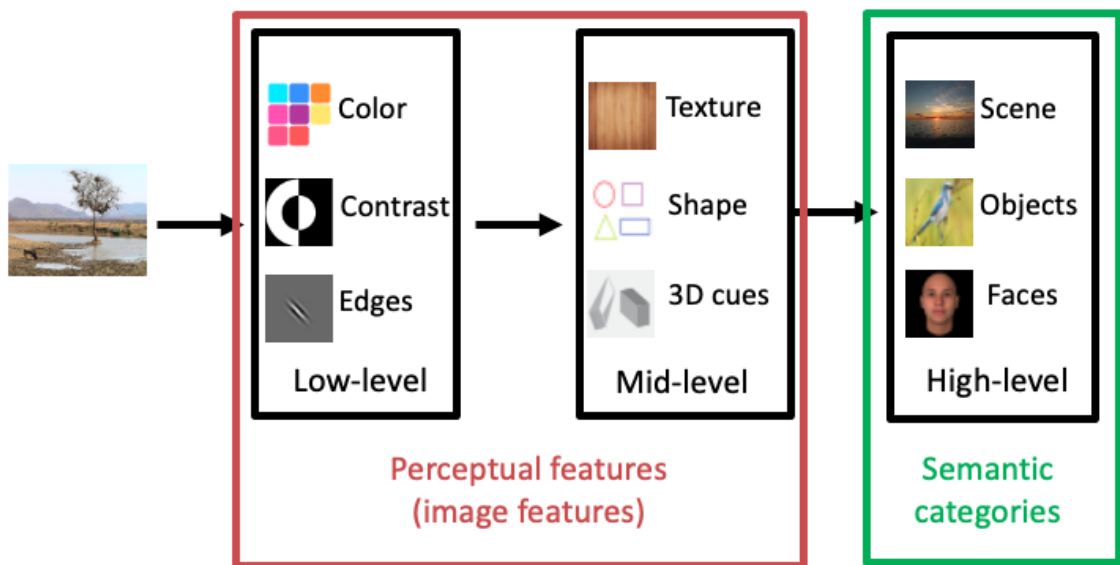 Color
Contrast
Edges
Low-level
Texture
Shape
3D cues
Mid-level
Scene
Objects
Faces
High-level
Perceptual features
(image features)
Semantic
categories